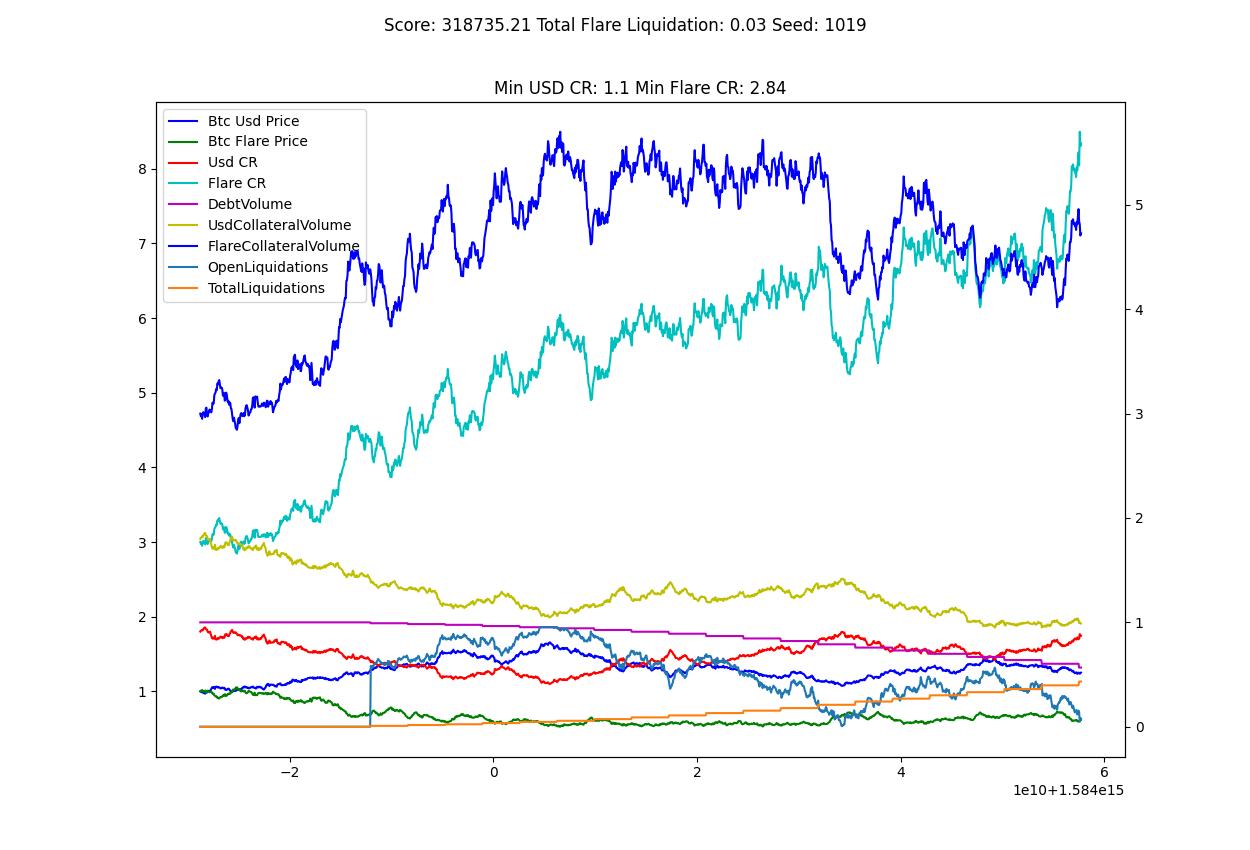 Score: 318735.21 Total Flare Liquidation: 0.03 Seed: 1019
Min USD CR: 1.1 Min Flare CR: 2.84
Btc Usd Price
Btc Flare Price
Usd CR
Flare CR
DebtVolume
UsdCollateralVolume
FlareCollateralVolume
OpenLiquidations
TotalLiquidations
8
7
6
5
4
3
2
1
5
4
3
2
1
0
−2
0
2
4
6
1e10+1.584e15